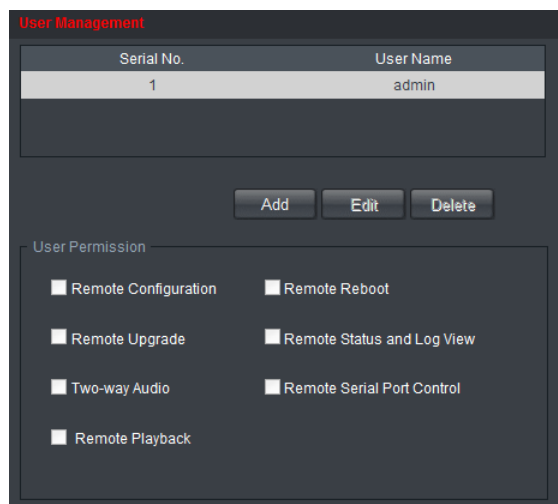 User Management
Serial No. User Name
1 admin
Add Edit Delete
User Permission
Remote Configuration Remote Reboot
Remote Upgrade Remote Status and Log View
Two-way Audio Remote Serial Port Control
Remote Playback